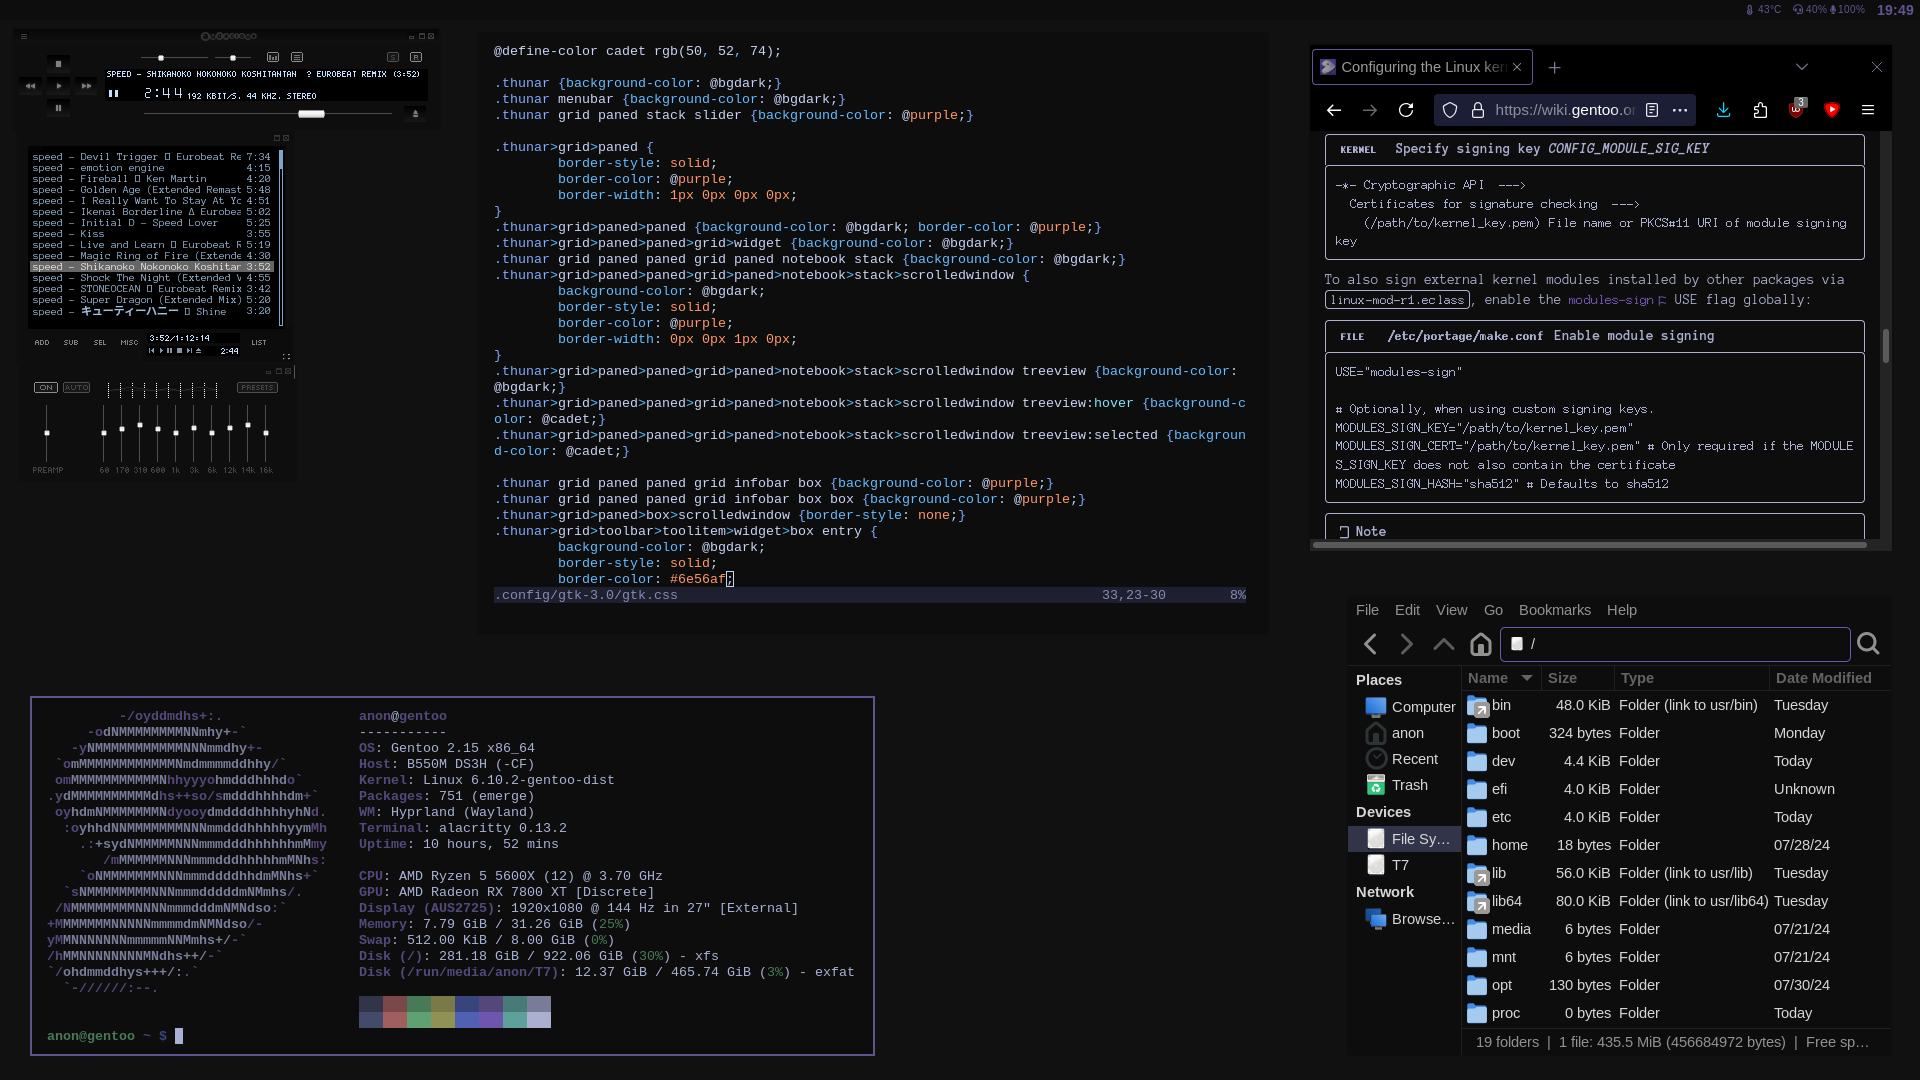 43°C 40% 100% 19:49
SPEED - SHIKANOKO NOKONOKO KOSHITANTAN ? EUROBEAT REMIX (3:52)
2:44 192 KBIT/S. 44 KHZ. STEREO
speed - Devil Trigger Eurobeat Re 7:34
speed - emotion engine 4:15
speed - Fireball Ken Martin 4:20
speed - Golden Age (Extended Remast 5:48
speed - I Really Want To Stay At Yo 4:51
speed - Ikenai Borderline Δ Eurobea 5:02
speed - Initial D - Speed Lover 5:25
speed - Kiss 3:55
speed - Live and Learn Eurobeat R 5:19
speed - Magic Ring of Fire (Extende 4:30
speed - Shikanoko Nokonoko Koshitar 3:52
speed - Shock The Night (Extended V 4:55
speed - STONEOCEAN Eurobeat Remix 3:42
speed - Super Dragon (Extended Mix) 5:20
speed - キューティーハニー Shine 3:20
3:52/1:12:14
ADD SUB SEL MISC 2:44 LIST
ON AUTO PRESETS
PREAMP 60 170 310 600 1k 3k 6k 12k 14k 16k
@define-color cadet rgb(50, 52, 74);
.thunar {background-color: @bgdark;}
.thunar menubar {background-color: @bgdark;}
.thunar grid paned stack slider {background-color: @purple;}
.thunar>grid>paned {
border-style: solid;
border-color: @purple;
border-width: 1px 0px 0px 0px;
}
.thunar>grid>paned>paned {background-color: @bgdark; border-color: @purple;}
.thunar>grid>paned>paned>grid>widget {background-color: @bgdark;}
.thunar grid paned paned grid paned notebook stack {background-color: @bgdark;}
.thunar>grid>paned>paned>grid>paned>notebook>stack>scrolledwindow {
background-color: @bgdark;
border-style: solid;
border-color: @purple;
border-width: 0px 0px 1px 0px;
}
.thunar>grid>paned>paned>grid>paned>notebook>stack>scrolledwindow treeview {background-color:
@bgdark;}
.thunar>grid>paned>paned>grid>paned>notebook>stack>scrolledwindow treeview:hover {background-c
olor: @cadet;}
.thunar>grid>paned>paned>grid>paned>notebook>stack>scrolledwindow treeview:selected {backgroun
d-color: @cadet;}
.thunar grid paned paned grid infobar box {background-color: @purple;}
.thunar grid paned paned grid infobar box box {background-color: @purple;}
.thunar>grid>paned>box>scrolledwindow {border-style: none;}
.thunar>grid>toolbar>toolitem>widget>box entry {
background-color: @bgdark;
border-style: solid;
border-color: #6e56af;
.config/gtk-3.0/gtk.css 33,23-30 8%
Configuring the Linux ker
https://wiki.gentoo.or 3
KERNEL Specify signing key CONFIG_MODULE_SIG_KEY
-*- Cryptographic API --->
Certificates for signature checking --->
(/path/to/kernel_key.pem) File name or PKCS#11 URI of module signing
key
To also sign external kernel modules installed by other packages via
linux-mod-r1.eclass, enable the modules-sign USE flag globally:
FILE /etc/portage/make.conf Enable module signing
USE="modules-sign"
# Optionally, when using custom signing keys.
MODULES_SIGN_KEY="/path/to/kernel_key.pem"
MODULES_SIGN_CERT="/path/to/kernel_key.pem" # Only required if the MODULE
S_SIGN_KEY does not also contain the certificate
MODULES_SIGN_HASH="sha512" # Defaults to sha512
Note
-/oyddmdhs+:.
-odNMMMMMMMMNNmhy+-`
-yNMMMMMMMMMMMNNNmmdhy+-
`omMMMMMMMMMMMMNmdmmmmddhhy/`
omMMMMMMMMMMMNhhyyyohmdddhhhdo`
.ydMMMMMMMMMMdhs++so/smdddhhhhdm+`
oyhdmNMMMMMMMNdyooydmddddhhhhyhNd.
:oyhhdNNMMMMMMMNNNmmdddhhhhhyymMh
.:+sydNMMMMMNNNmmmdddhhhhhhmMmy
/mMMMMMMNNNmmmdddhhhhhmMNhs:
`oNMMMMMMMNNNmmmddddhhdmMNhs+`
`sNMMMMMMMMNNNmmmdddddmNMmhs/.
/NMMMMMMMMNNNNmmmdddmNMNdso:`
+MMMMMMMNNNNNmmmmdmNMNdso/-
yMMNNNNNNNmmmmmNNMmhs+/-`
/hMMNNNNNNNNMNdhs++/-`
`/ohdmmddhys+++/:.`
`-//////:--.
anon@gentoo
-----------
OS: Gentoo 2.15 x86_64
Host: B550M DS3H (-CF)
Kernel: Linux 6.10.2-gentoo-dist
Packages: 751 (emerge)
WM: Hyprland (Wayland)
Terminal: alacritty 0.13.2
Uptime: 10 hours, 52 mins
CPU: AMD Ryzen 5 5600X (12) @ 3.70 GHz
GPU: AMD Radeon RX 7800 XT [Discrete]
Display (AUS2725): 1920x1080 @ 144 Hz in 27" [External]
Memory: 7.79 GiB / 31.26 GiB (25%)
Swap: 512.00 KiB / 8.00 GiB (0%)
Disk (/): 281.18 GiB / 922.06 GiB (30%) - xfs
Disk (/run/media/anon/T7): 12.37 GiB / 465.74 GiB (3%) - exfat
anon@gentoo ~ $
File Edit View Go Bookmarks Help
/
Places
Computer
anon
Recent
Trash
Devices
File Sy…
T7
Network
Browse…
Name Size Type Date Modified
bin 48.0 KiB Folder (link to usr/bin) Tuesday
boot 324 bytes Folder Monday
dev 4.4 KiB Folder Today
efi 4.0 KiB Folder Unknown
etc 4.0 KiB Folder Today
home 18 bytes Folder 07/28/24
lib 56.0 KiB Folder (link to usr/lib) Tuesday
lib64 80.0 KiB Folder (link to usr/lib64) Tuesday
media 6 bytes Folder 07/21/24
mnt 6 bytes Folder 07/21/24
opt 130 bytes Folder 07/30/24
proc 0 bytes Folder Today
19 folders | 1 file: 435.5 MiB (456684972 bytes) | Free sp…